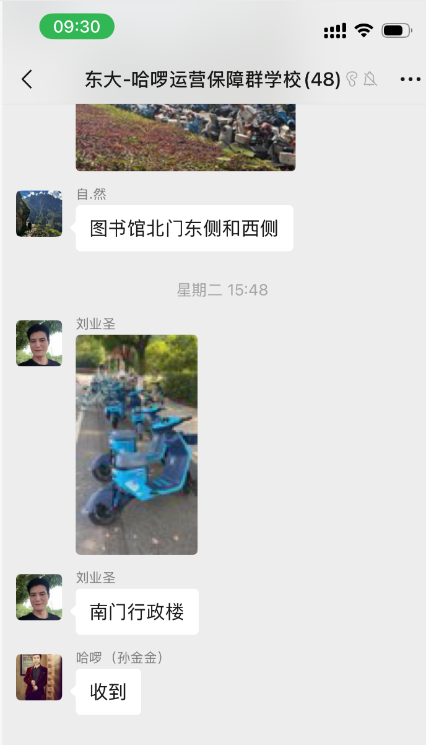 09:30
东大-哈啰运营保障群学校(48)
自.然
图书馆北门东侧和西侧
星期二 15:48
刘业圣
刘业圣
南门行政楼
哈啰（孙金金）
收到